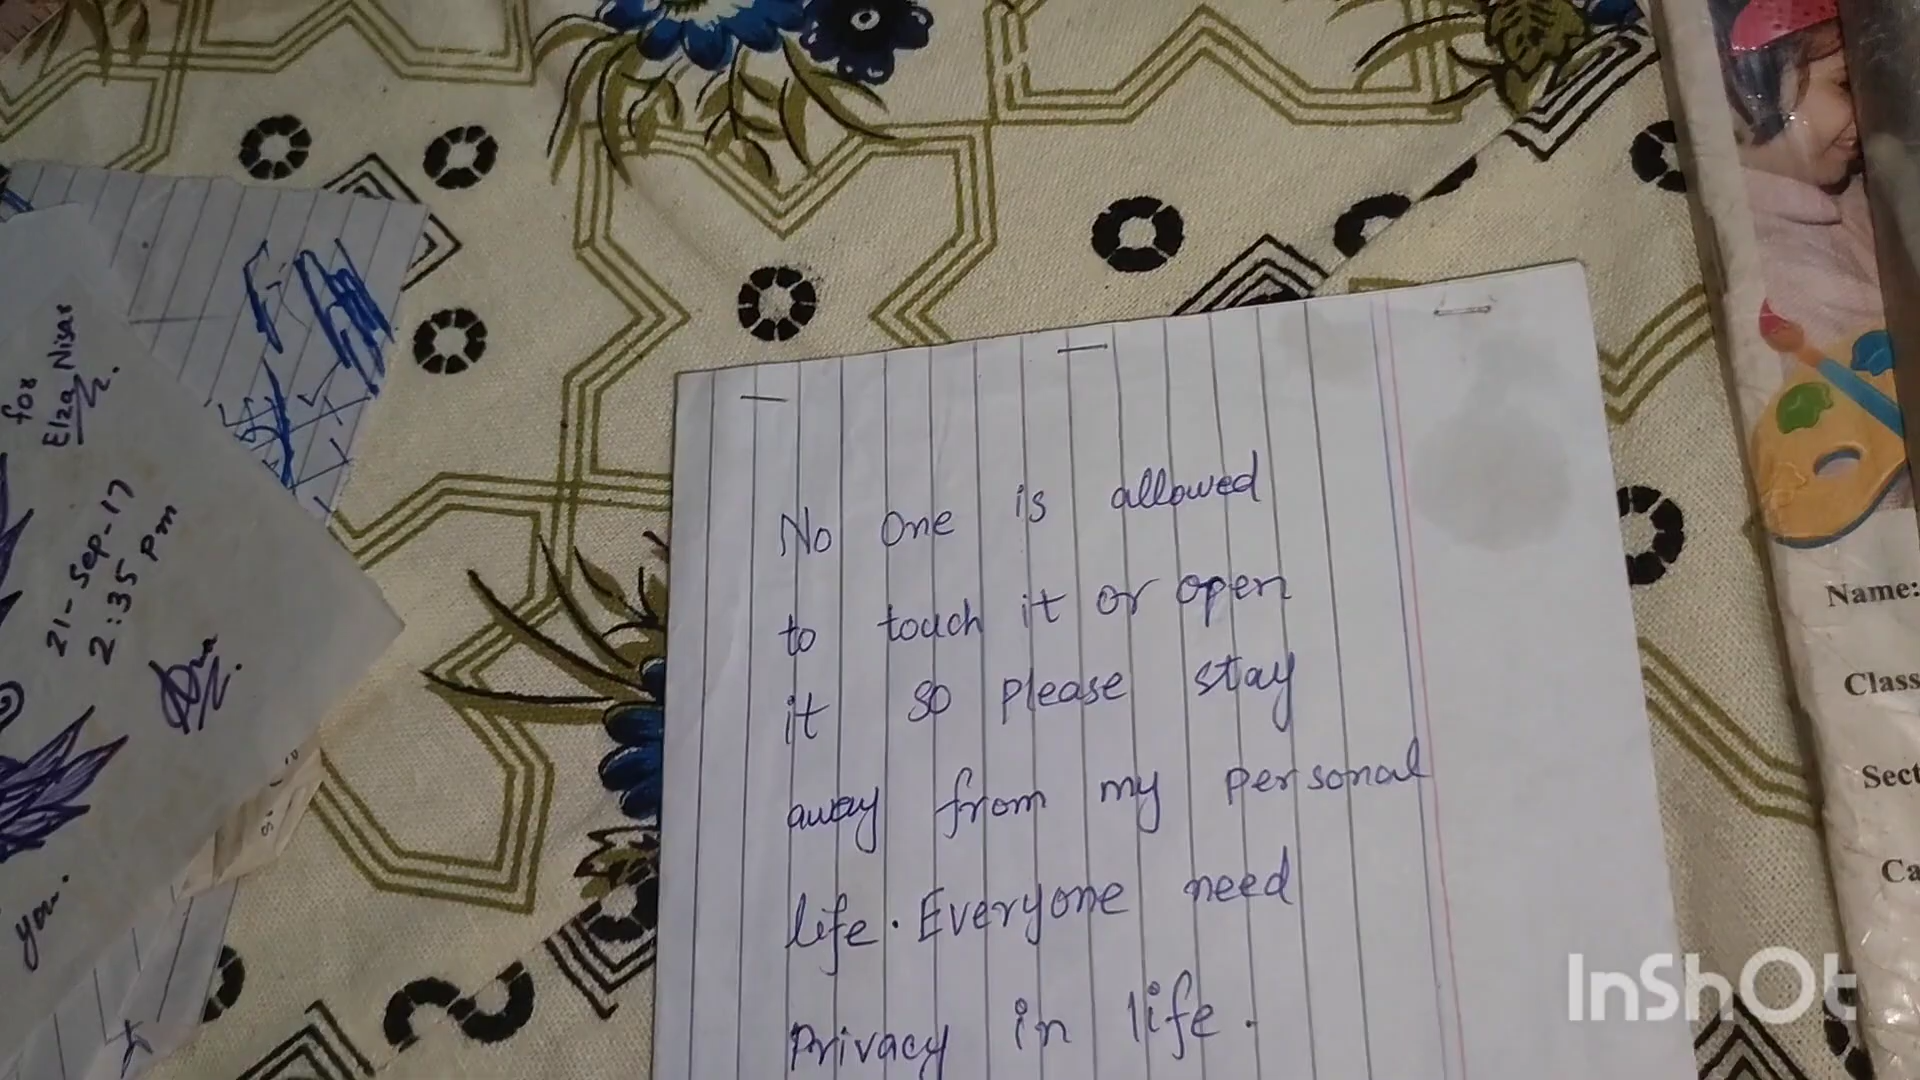 for
Elza Nisar
21-Sep-17
2:35 pm
you.
No one is allowed
to touch it or open
it so please stay
away from my personal
life. Everyone need
privacy in life.
Name:
Class
Sect
Ca
InShOt